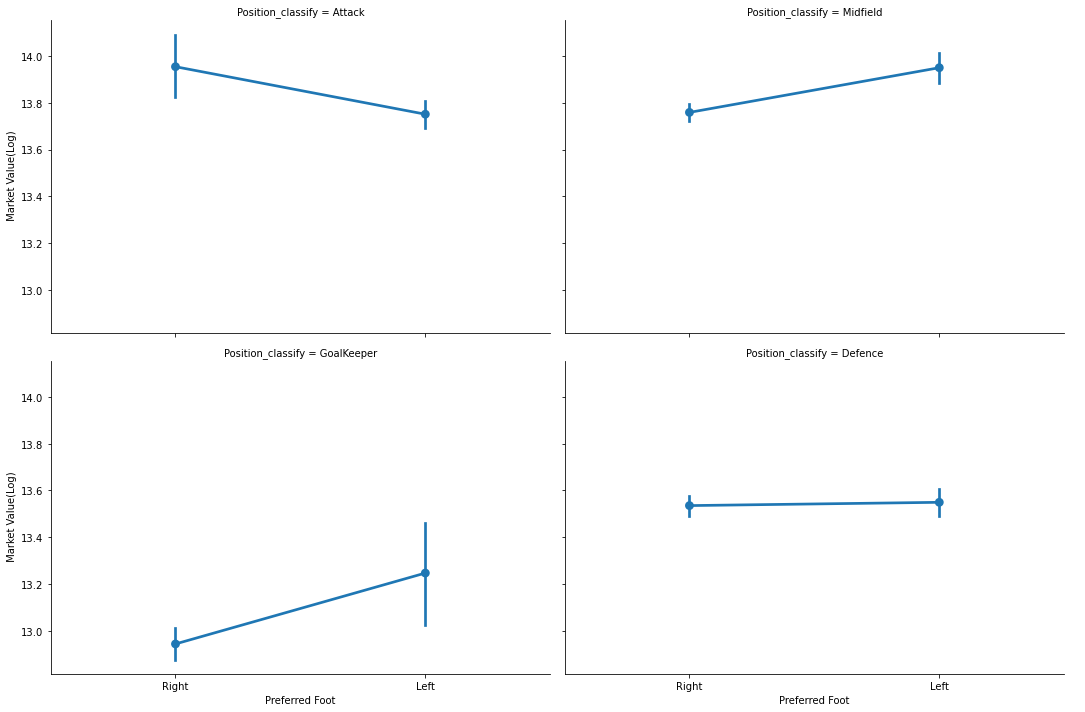 Position_classify = Attack
Position_classify = Midfield
Market Value(Log)
14.0
13.8
13.6
13.4
13.2
13.0
Position_classify = GoalKeeper
Position_classify = Defence
Market Value(Log)
14.0
13.8
13.6
13.4
13.2
13.0
Right
Left
Right
Left
Preferred Foot
Preferred Foot